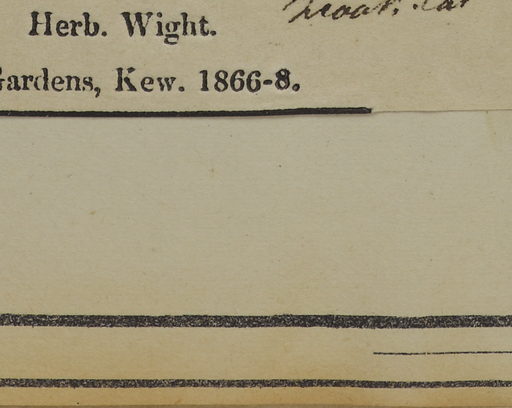 Herb. Wight.
Gardens, Kew. 1866-8.